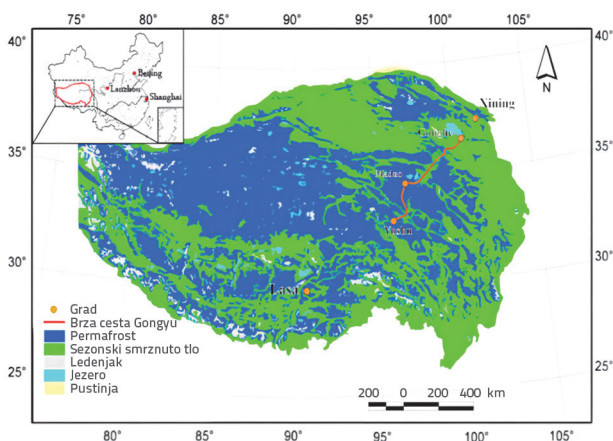 75° 80° 85° 90° 95° 100° 105°
40° 40°
Beijing
Lanzhou
Shanghai
N
Xining
35° 35°
Maduo
Yushu
30° 30°
Lasa
Grad
Brza cesta Gongyu
Permafrost
Sezonski smrznuto tlo
Ledenjak
Jezero
Pustinja
25° 25°
200 0 200 400 km
80° 85° 90° 95° 100° 105°